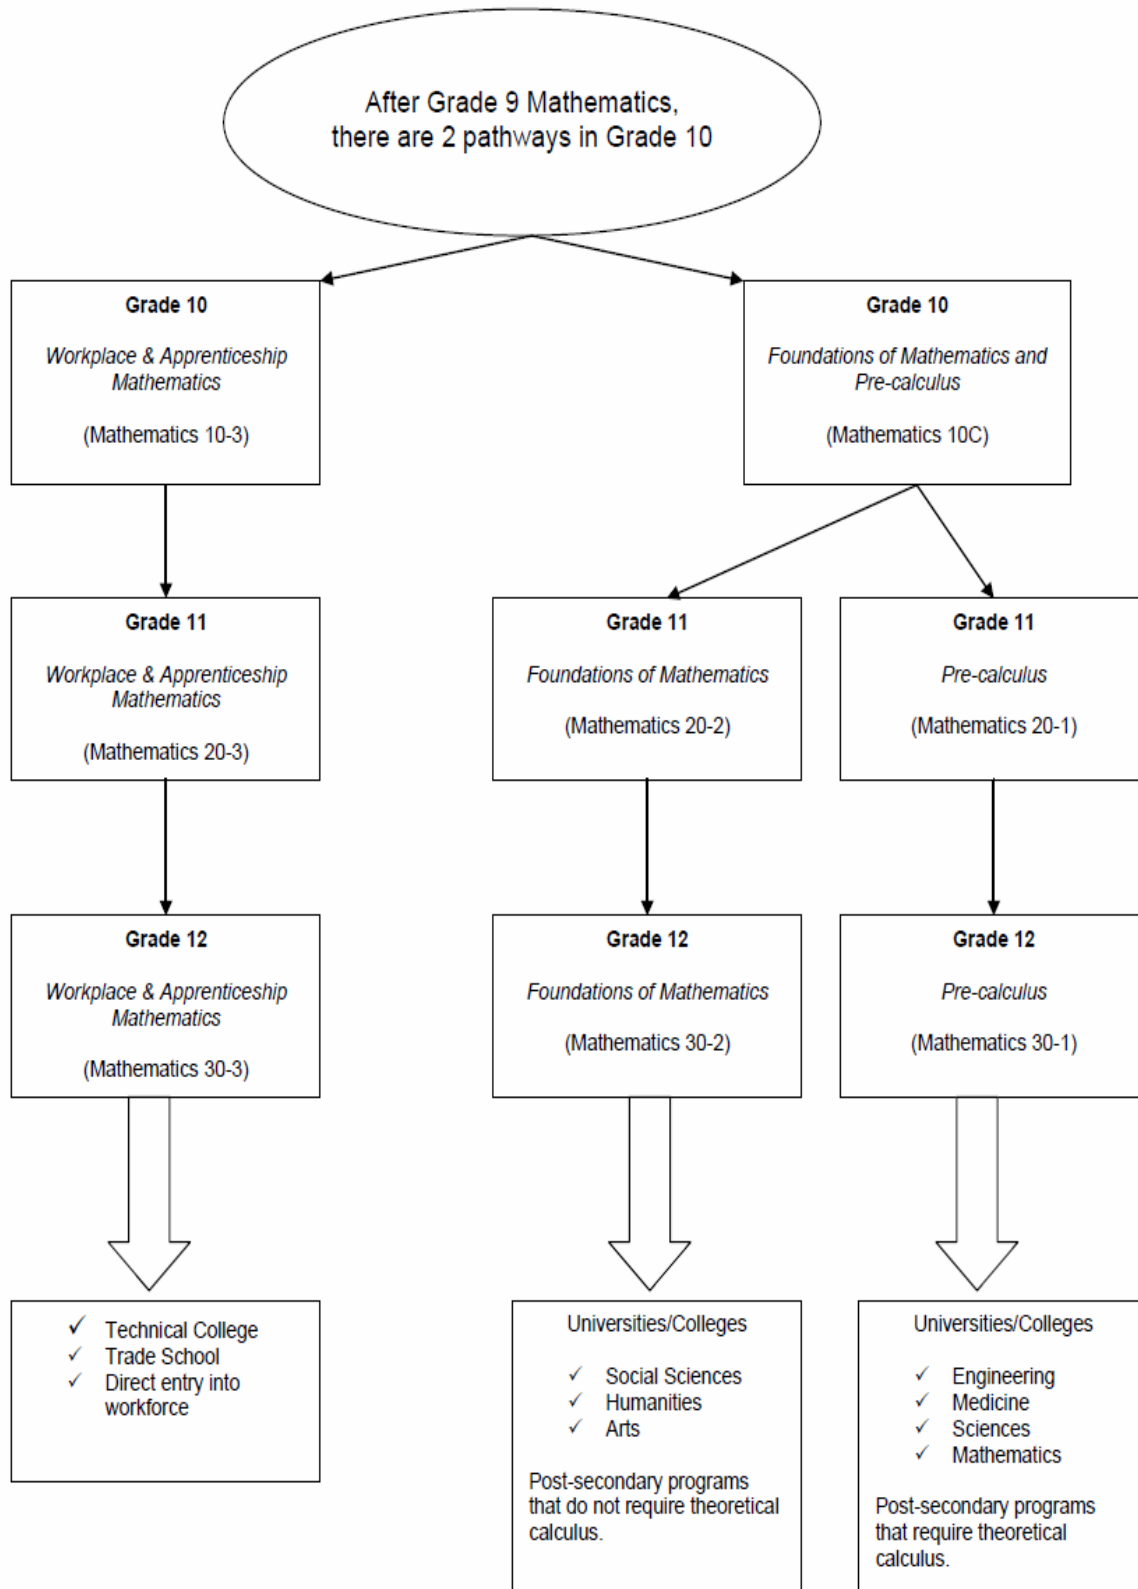 After Grade 9 Mathematics,
there are 2 pathways in Grade 10
Grade 10
Workplace & Apprenticeship
Mathematics
(Mathematics 10-3)
Grade 10
Foundations of Mathematics and
Pre-calculus
(Mathematics 10C)
Grade 11
Workplace & Apprenticeship
Mathematics
(Mathematics 20-3)
Grade 11
Foundations of Mathematics
(Mathematics 20-2)
Grade 11
Pre-calculus
(Mathematics 20-1)
Grade 12
Workplace & Apprenticeship
Mathematics
(Mathematics 30-3)
Grade 12
Foundations of Mathematics
(Mathematics 30-2)
Grade 12
Pre-calculus
(Mathematics 30-1)
✓ Technical College
✓ Trade School
✓ Direct entry into
workforce
Universities/Colleges
✓ Social Sciences
✓ Humanities
✓ Arts
Post-secondary programs
that do not require theoretical
calculus.
Universities/Colleges
✓ Engineering
✓ Medicine
✓ Sciences
✓ Mathematics
Post-secondary programs
that require theoretical
calculus.